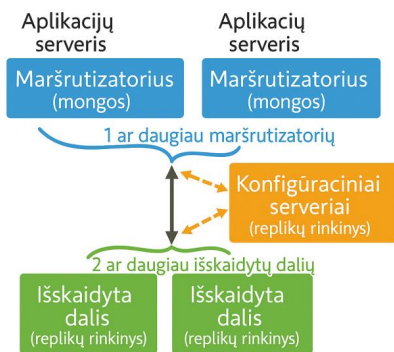 Aplikacijų
serveris
Aplikacių
serveris
Maršrutizatorius
(mongos)
Maršrutizatorius
(mongos)
1 ar daugiau maršrutizatorių
Konfigūraciniai
serveriai
(replikų rinkinys)
2 ar daugiau išskaidytų dalių
Išskaidyta
dalis
(replikų rinkinys)
Išskaidyta
dalis
(replikų rinkinys)